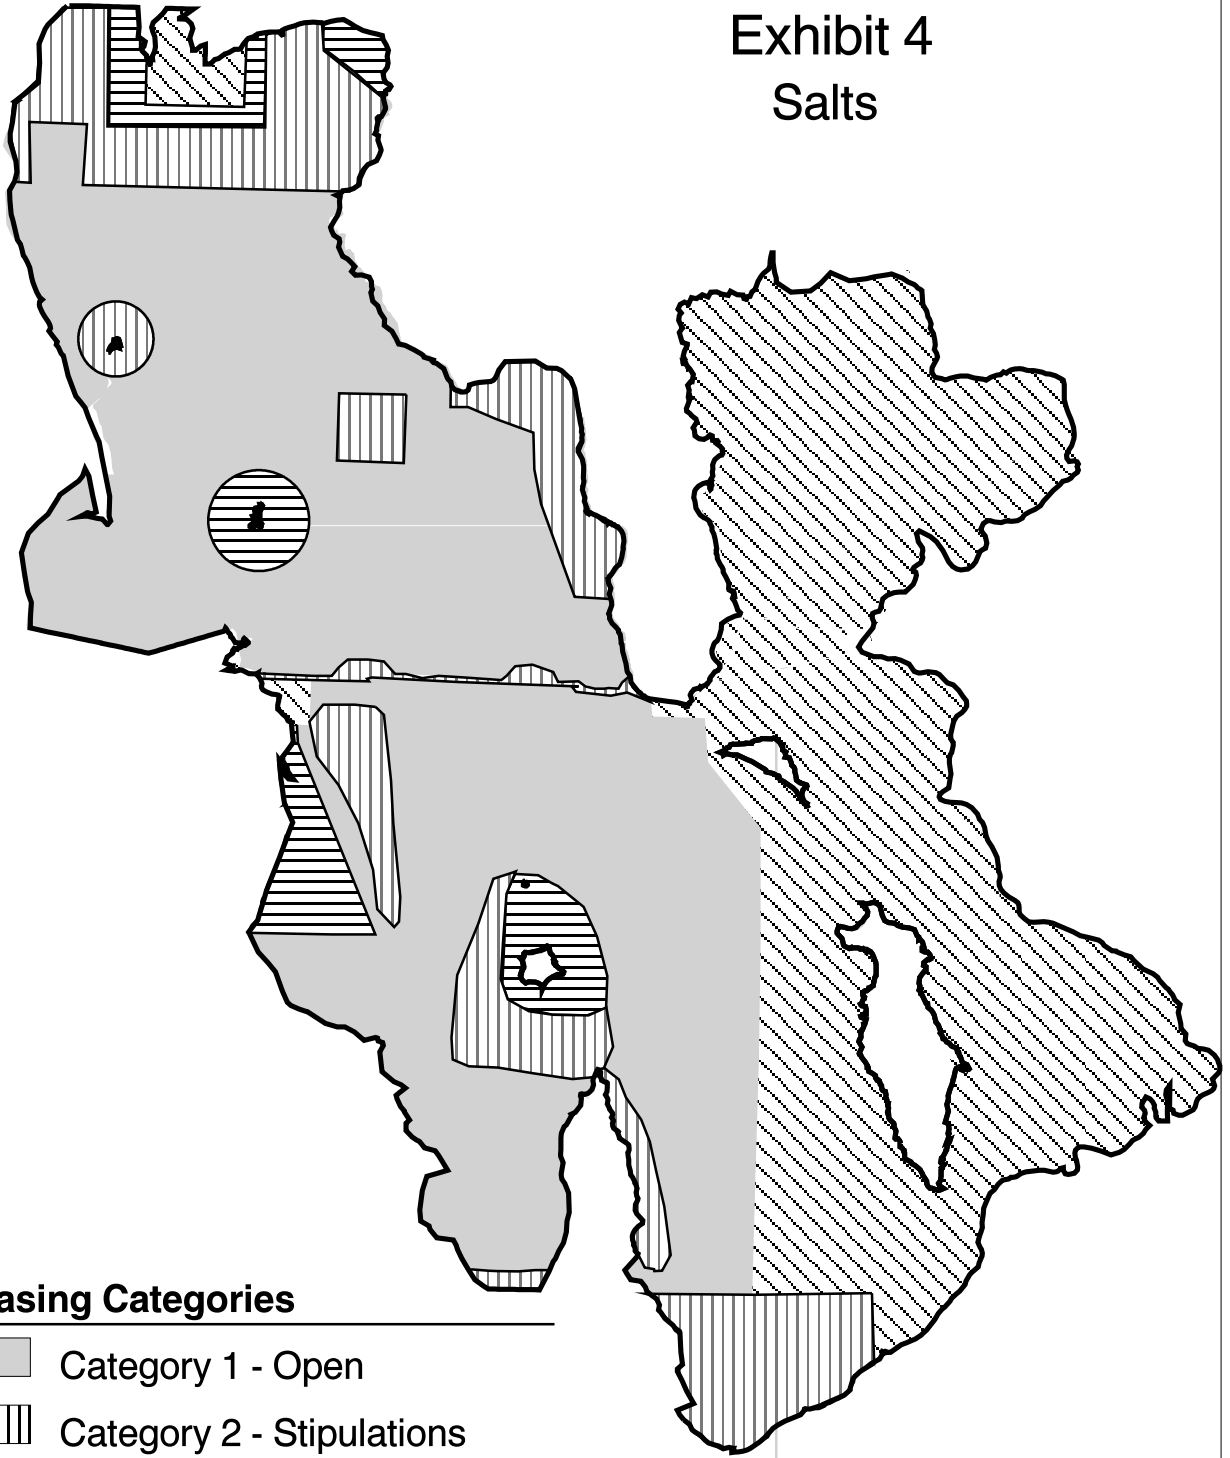 Exhibit 4
Salts
asing Categories
Category 1 - Open
Category 2 - Stipulations